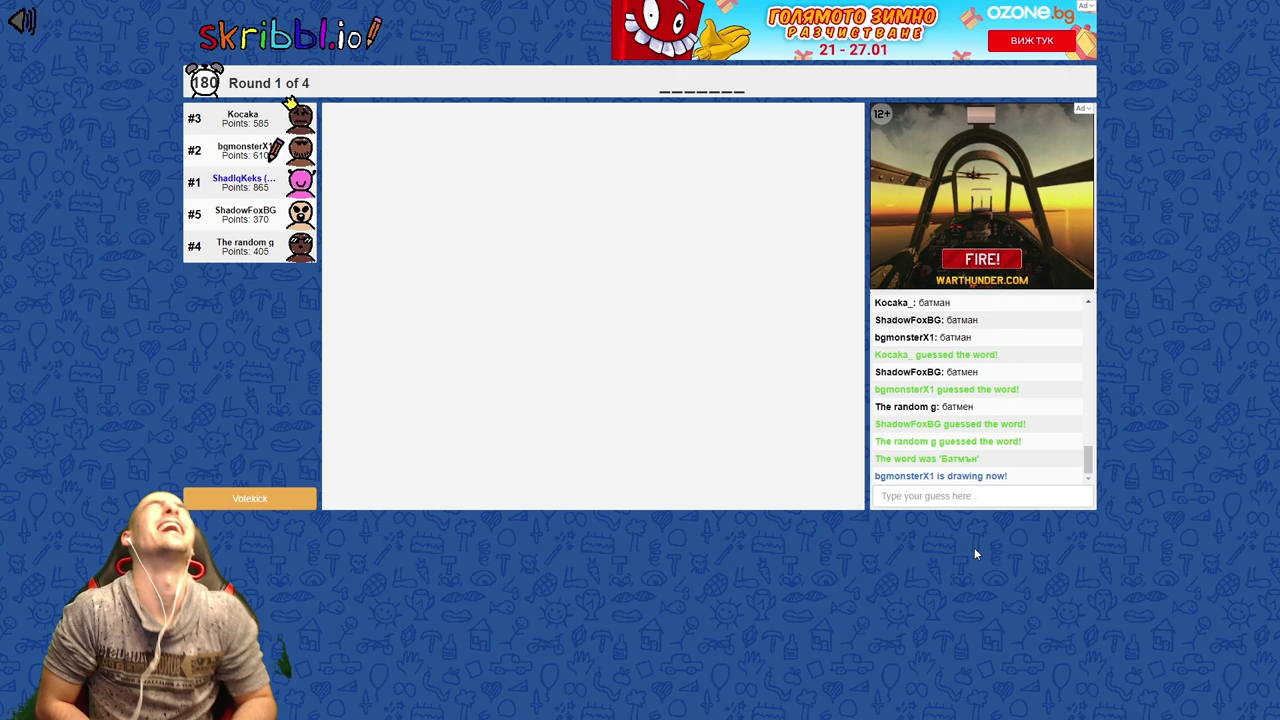 skribbl.io
ГОЛЯМОТО ЗИМНО
РАЗЧИСТВАНЕ
21 - 27.01
OZONE.bg
ВИЖ ТУК
Ad
180
Round 1 of 4
_______
#3
Kocaka
Points: 585
#2
bgmonsterX1
Points: 610
#1
ShadlqKeks (...
Points: 865
#5
ShadowFoxBG
Points: 370
#4
The random g
Points: 405
Votekick
12+
Ad
FIRE!
WARTHUNDER.COM
Kocaka_: батман
ShadowFoxBG: батман
bgmonsterX1: батман
Kocaka_ guessed the word!
ShadowFoxBG: батмен
bgmonsterX1 guessed the word!
The random g: батмен
ShadowFoxBG guessed the word!
The random g guessed the word!
The word was 'Батмън'
bgmonsterX1 is drawing now!
Type your guess here...